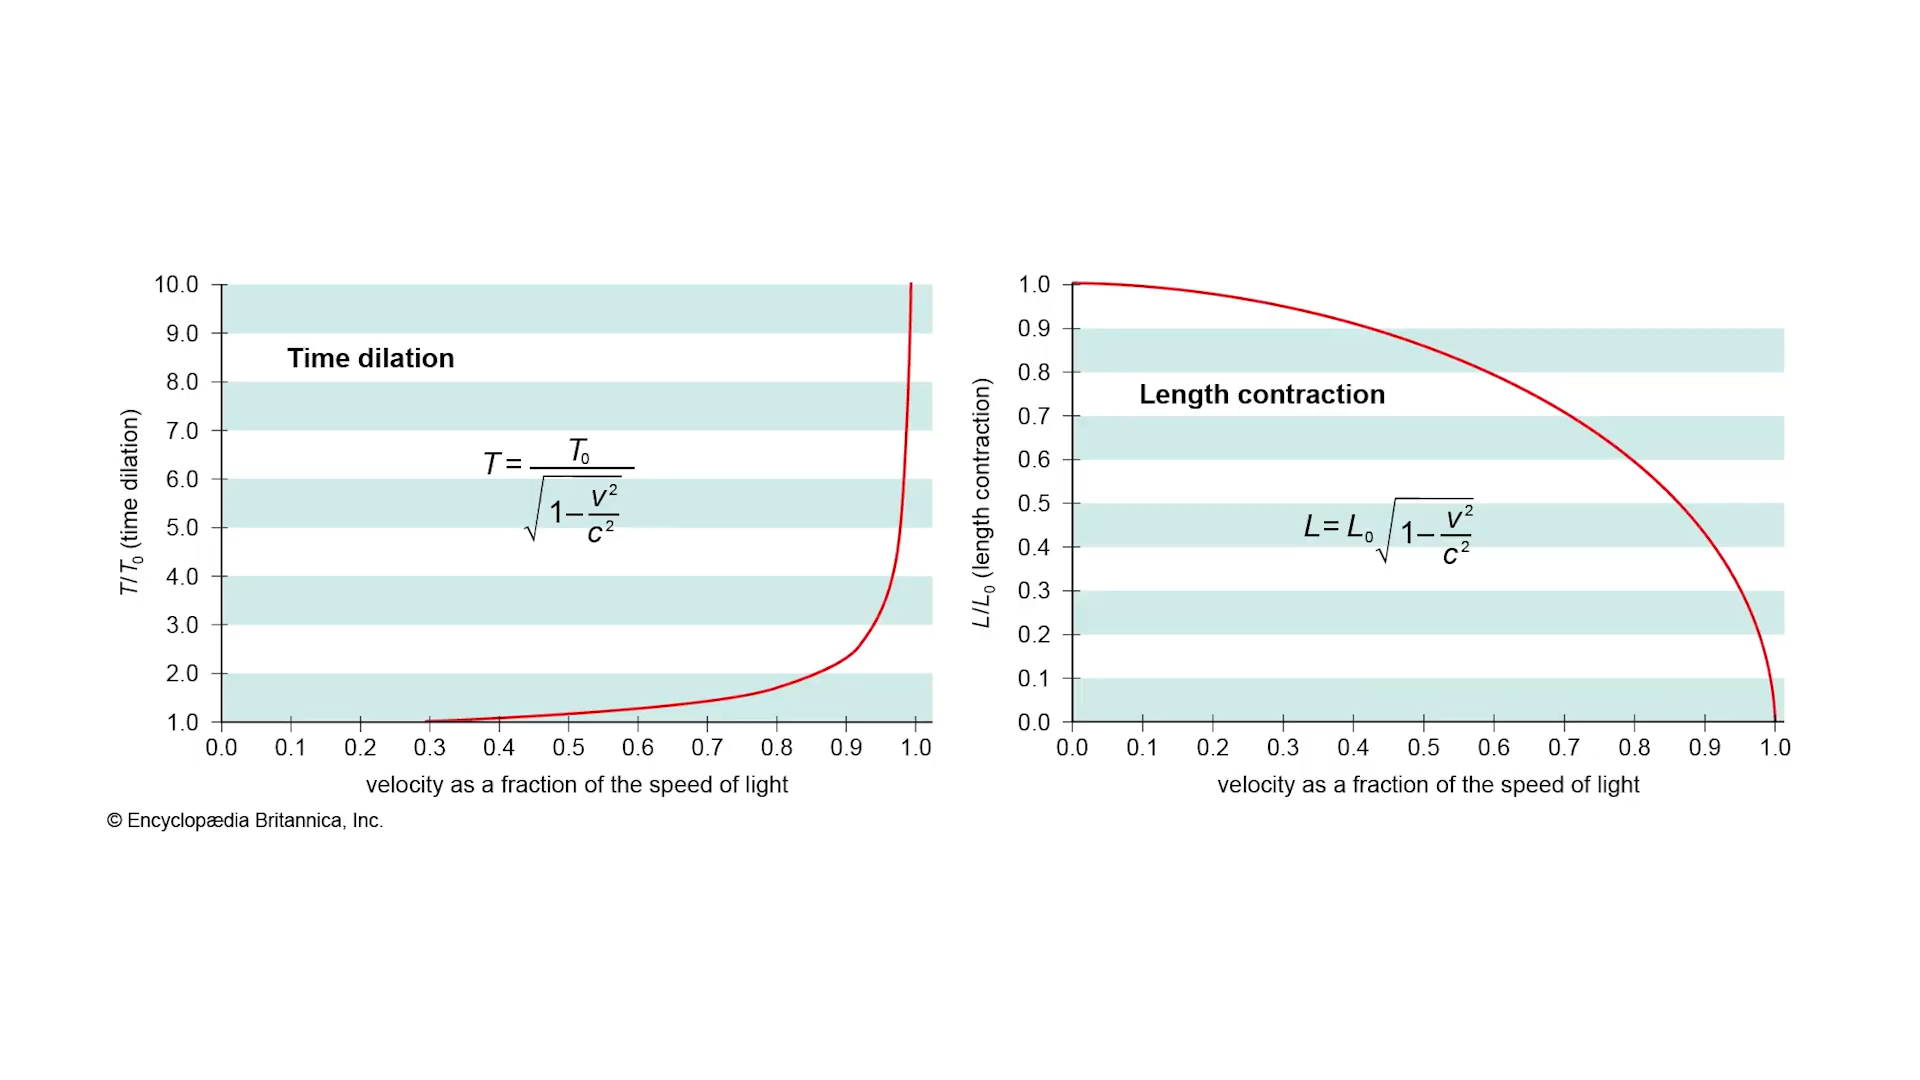 10.0
9.0
8.0
7.0
6.0
5.0
4.0
3.0
2.0
1.0
T/T₀ (time dilation)
Time dilation
T = T₀ / √(1 – v²/c²)
0.0 0.1 0.2 0.3 0.4 0.5 0.6 0.7 0.8 0.9 1.0
velocity as a fraction of the speed of light
1.0
0.9
0.8
0.7
0.6
0.5
0.4
0.3
0.2
0.1
0.0
L/L₀ (length contraction)
Length contraction
L = L₀ √(1 – v²/c²)
0.0 0.1 0.2 0.3 0.4 0.5 0.6 0.7 0.8 0.9 1.0
velocity as a fraction of the speed of light
© Encyclopædia Britannica, Inc.